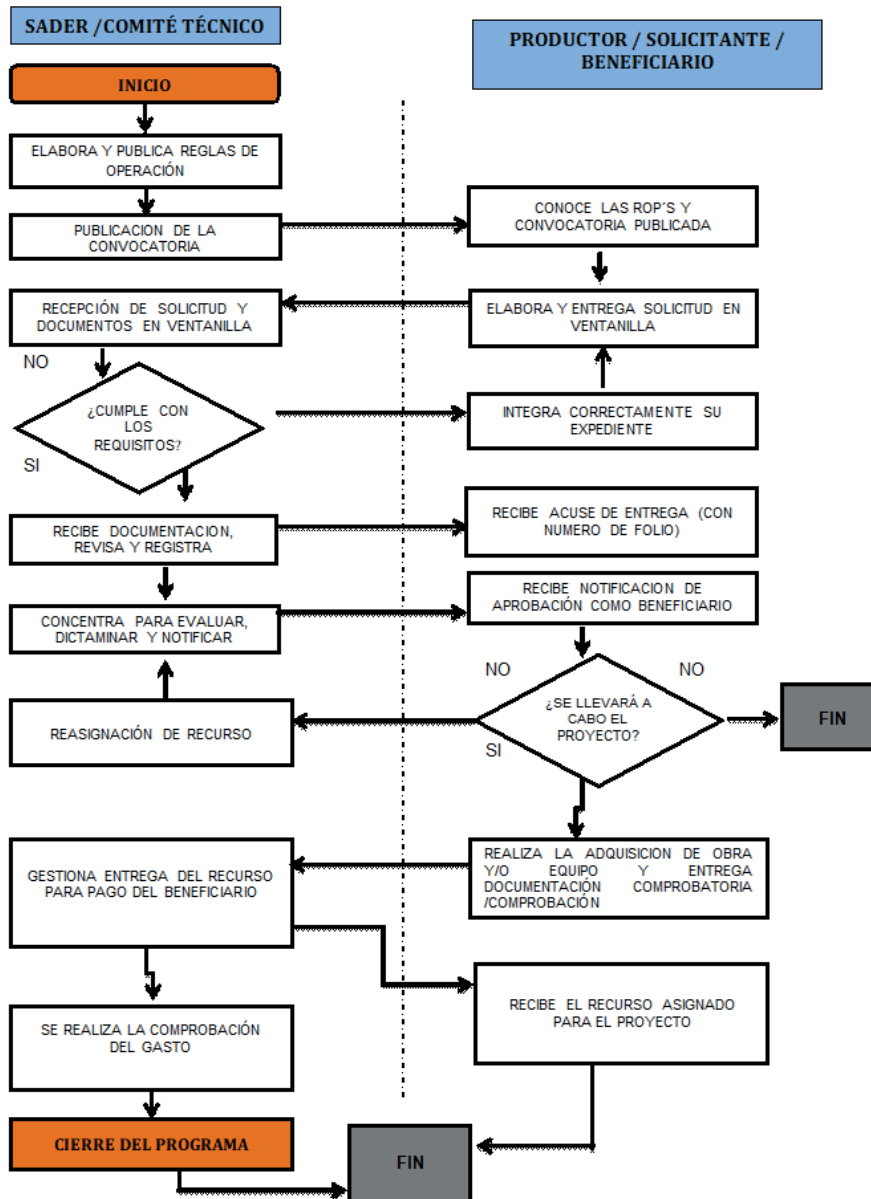 SADER /COMITÉ TÉCNICO
PRODUCTOR / SOLICITANTE /
BENEFICIARIO
INICIO
ELABORA Y PUBLICA REGLAS DE
OPERACIÓN
PUBLICACION DE LA
CONVOCATORIA
CONOCE LAS ROP´S Y
CONVOCATORIA PUBLICADA
RECEPCIÓN DE SOLICITUD Y
DOCUMENTOS EN VENTANILLA
ELABORA Y ENTREGA SOLICITUD EN
VENTANILLA
NO
¿CUMPLE CON
LOS
REQUISITOS?
SI
INTEGRA CORRECTAMENTE SU
EXPEDIENTE
RECIBE DOCUMENTACION,
REVISA Y REGISTRA
RECIBE ACUSE DE ENTREGA (CON
NUMERO DE FOLIO)
CONCENTRA PARA EVALUAR,
DICTAMINAR Y NOTIFICAR
RECIBE NOTIFICACION DE
APROBACIÓN COMO BENEFICIARIO
NO
NO
¿SE LLEVARÁ A
CABO EL
PROYECTO?
SI
FIN
REASIGNACIÓN DE RECURSO
GESTIONA ENTREGA DEL RECURSO
PARA PAGO DEL BENEFICIARIO
REALIZA LA ADQUISICION DE OBRA
Y/O EQUIPO Y ENTREGA
DOCUMENTACIÓN COMPROBATORIA
/COMPROBACIÓN
SE REALIZA LA COMPROBACIÓN
DEL GASTO
RECIBE EL RECURSO ASIGNADO
PARA EL PROYECTO
CIERRE DEL PROGRAMA
FIN